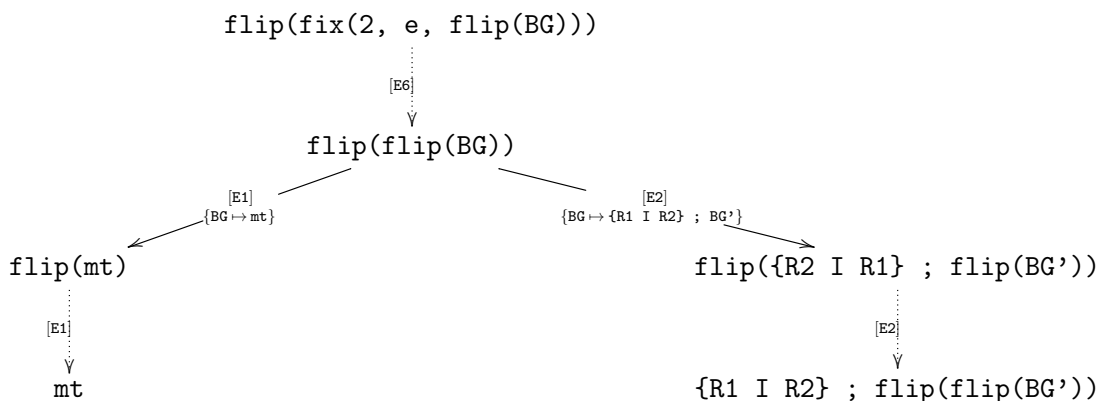 flip(fix(2, e, flip(BG)))
[E6]
flip(flip(BG))
[E1]
{BG ↦ mt}
[E2]
{BG ↦ {R1 I R2} ; BG'}
flip(mt)
flip({R2 I R1} ; flip(BG'))
[E1]
[E2]
mt
{R1 I R2} ; flip(flip(BG'))